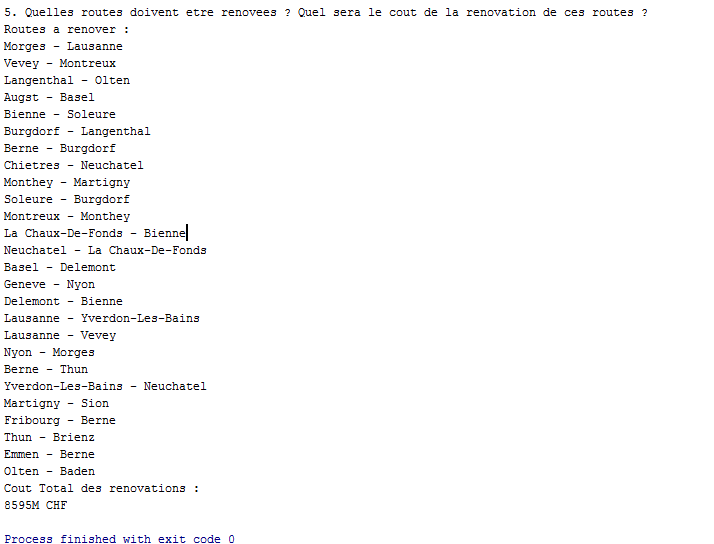 5. Quelles routes doivent etre renovees ? Quel sera le cout de la renovation de ces routes ?
Routes a renover :
Morges - Lausanne
Vevey - Montreux
Langenthal - Olten
Augst - Basel
Bienne - Soleure
Burgdorf - Langenthal
Berne - Burgdorf
Chietres - Neuchatel
Monthey - Martigny
Soleure - Burgdorf
Montreux - Monthey
La Chaux-De-Fonds - Bienne
Neuchatel - La Chaux-De-Fonds
Basel - Delemont
Geneve - Nyon
Delemont - Bienne
Lausanne - Yverdon-Les-Bains
Lausanne - Vevey
Nyon - Morges
Berne - Thun
Yverdon-Les-Bains - Neuchatel
Martigny - Sion
Fribourg - Berne
Thun - Brienz
Emmen - Berne
Olten - Baden
Cout Total des renovations :
8595M CHF
Process finished with exit code 0